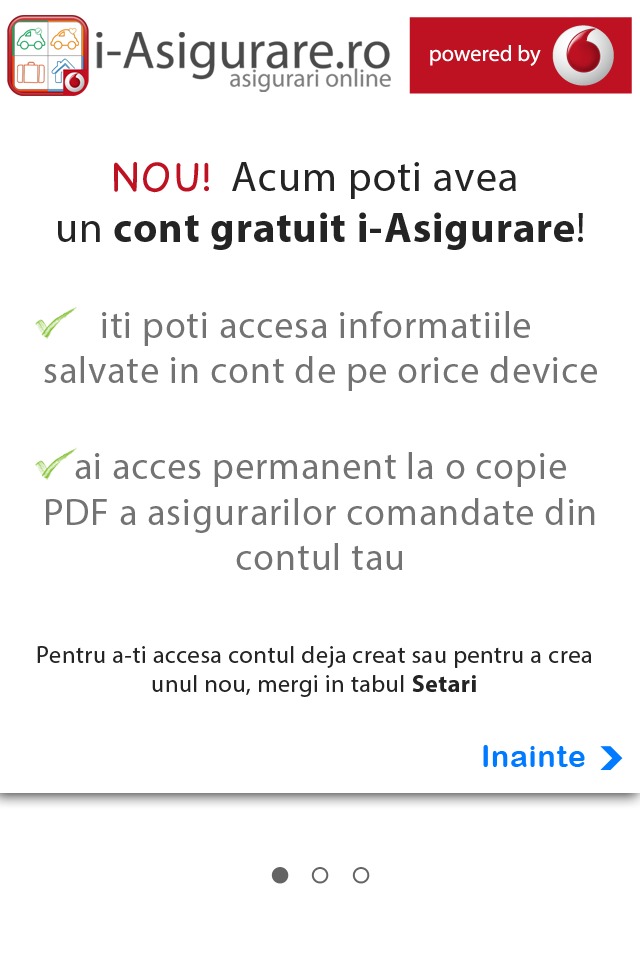 i-Asigurare.ro
asigurari online
powered by
NOU! Acum poti avea
un cont gratuit i-Asigurare!
iti poti accesa informatiile
salvate in cont de pe orice device
ai acces permanent la o copie
PDF a asigurarilor comandate din
contul tau
Pentru a-ti accesa contul deja creat sau pentru a crea
unul nou, mergi in tabul Setari
Inainte